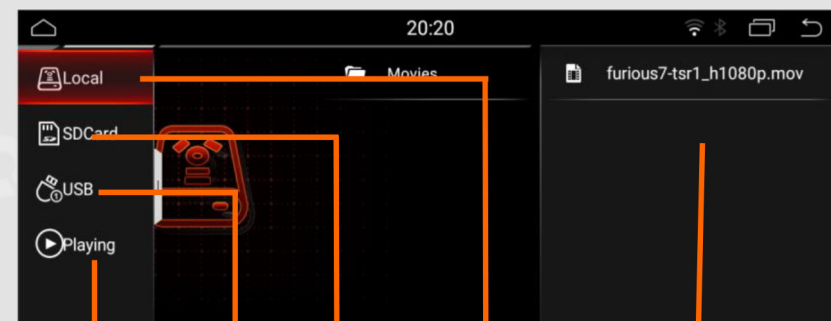 20:20
Local
Movies
furious7-tsr1_h1080p.mov
SDCard
USB
Playing